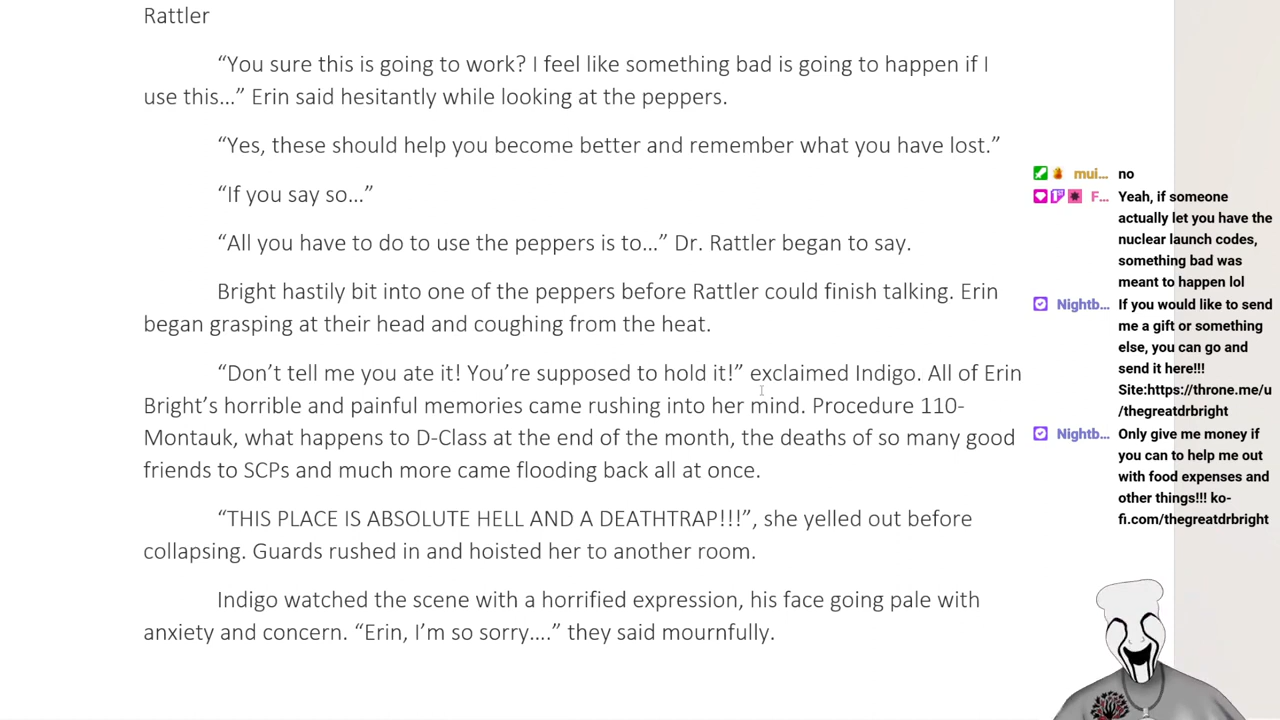 Rattler
“You sure this is going to work? I feel like something bad is going to happen if I
use this…” Erin said hesitantly while looking at the peppers.
“Yes, these should help you become better and remember what you have lost.”
“If you say so…”
“All you have to do to use the peppers is to…” Dr. Rattler began to say.
Bright hastily bit into one of the peppers before Rattler could finish talking. Erin
began grasping at their head and coughing from the heat.
“Don’t tell me you ate it! You’re supposed to hold it!” exclaimed Indigo. All of Erin
Bright’s horrible and painful memories came rushing into her mind. Procedure 110-
Montauk, what happens to D-Class at the end of the month, the deaths of so many good
friends to SCPs and much more came flooding back all at once.
“THIS PLACE IS ABSOLUTE HELL AND A DEATHTRAP!!!”, she yelled out before
collapsing. Guards rushed in and hoisted her to another room.
Indigo watched the scene with a horrified expression, his face going pale with
anxiety and concern. “Erin, I’m so sorry….” they said mournfully.
mui... no
F... Yeah, if someone
actually let you have the
nuclear launch codes,
something bad was
meant to happen lol
Nightb... If you would like to send
me a gift or something
else, you can go and
send it here!!!
Site:https://throne.me/u
/thegreatdrbright
Nightb... Only give me money if
you can to help me out
with food expenses and
other things!!! ko-
fi.com/thegreatdrbright